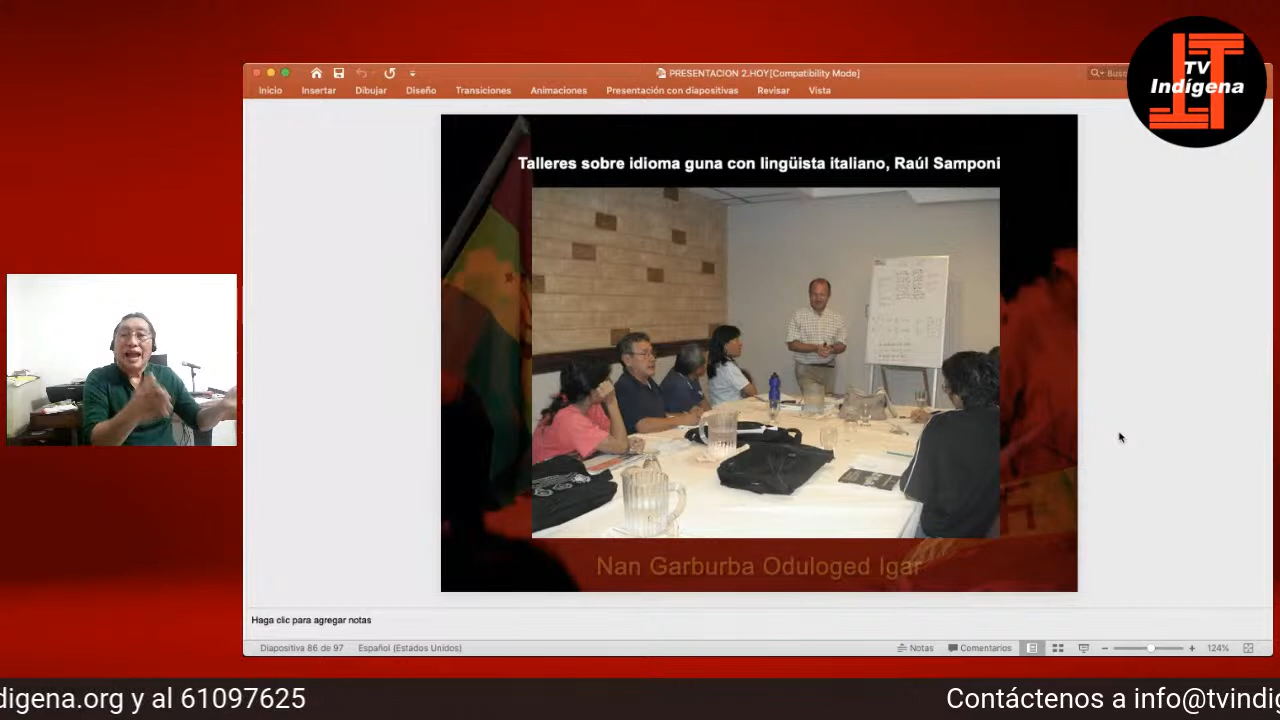 TV
Indígena
PRESENTACION 2.HOY[Compatibility Mode]
Inicio Insertar Dibujar Diseño Transiciones Animaciones Presentación con diapositivas Revisar Vista
Talleres sobre idioma guna con lingüista italiano, Raúl Samponi
Nan Garburba Oduloged Igar
Haga clic para agregar notas
Diapositiva 86 de 97 Español (Estados Unidos) Notas Comentarios 124%
digena.org y al 61097625 Contáctenos a info@tvindig